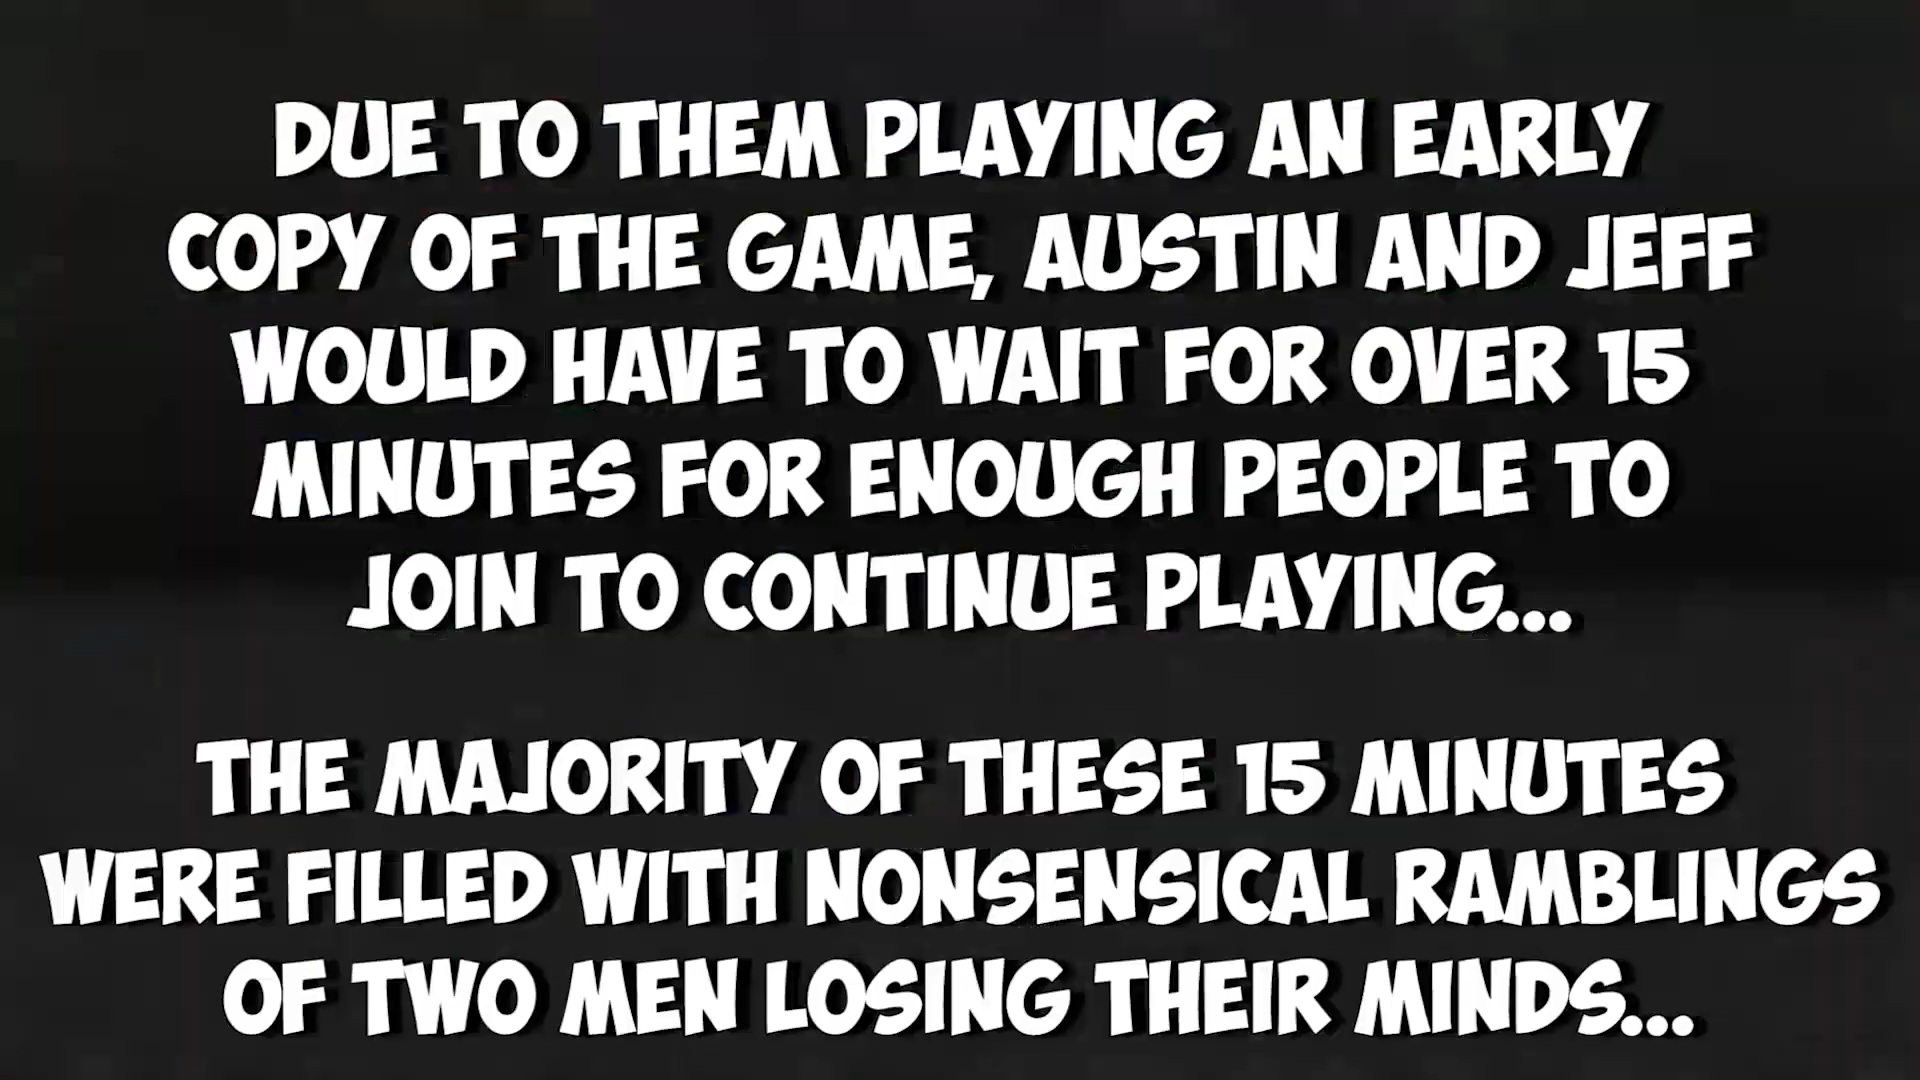 DUE TO THEM PLAYING AN EARLY
COPY OF THE GAME, AUSTIN AND JEFF
WOULD HAVE TO WAIT FOR OVER 15
MINUTES FOR ENOUGH PEOPLE TO
JOIN TO CONTINUE PLAYING...
THE MAJORITY OF THESE 15 MINUTES
WERE FILLED WITH NONSENSICAL RAMBLINGS
OF TWO MEN LOSING THEIR MINDS...